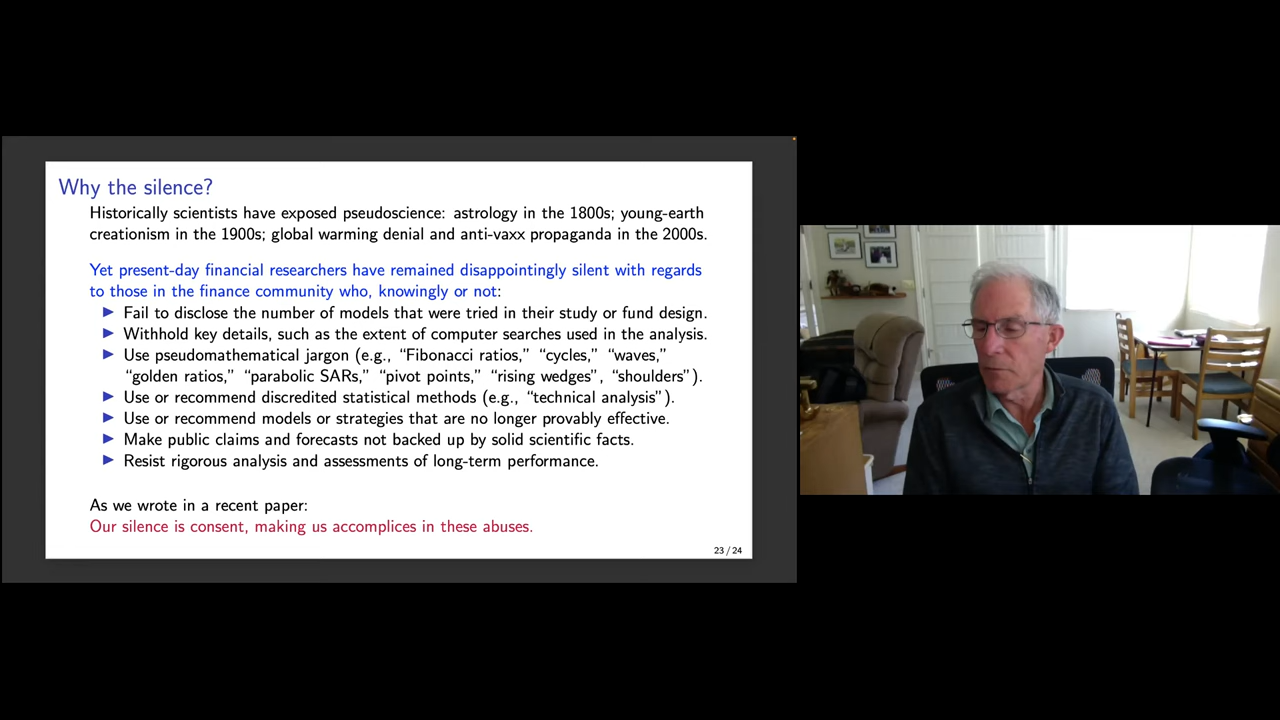 Why the silence?
Historically scientists have exposed pseudoscience: astrology in the 1800s; young-earth
creationism in the 1900s; global warming denial and anti-vaxx propaganda in the 2000s.
Yet present-day financial researchers have remained disappointingly silent with regards
to those in the finance community who, knowingly or not:
▶ Fail to disclose the number of models that were tried in their study or fund design.
▶ Withhold key details, such as the extent of computer searches used in the analysis.
▶ Use pseudomathematical jargon (e.g., “Fibonacci ratios,” “cycles,” “waves,”
“golden ratios,” “parabolic SARs,” “pivot points,” “rising wedges”, “shoulders”).
▶ Use or recommend discredited statistical methods (e.g., “technical analysis”).
▶ Use or recommend models or strategies that are no longer provably effective.
▶ Make public claims and forecasts not backed up by solid scientific facts.
▶ Resist rigorous analysis and assessments of long-term performance.
As we wrote in a recent paper:
Our silence is consent, making us accomplices in these abuses.
23 / 24